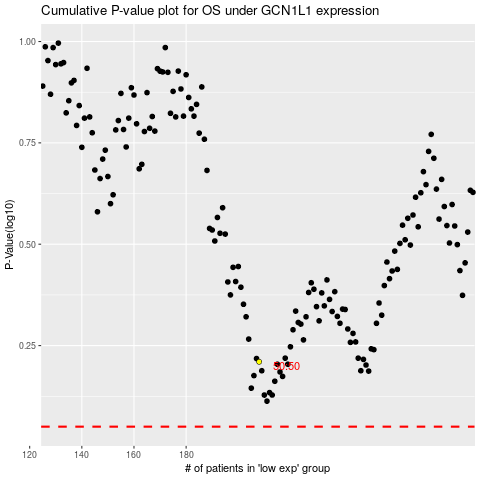 Cumulative P-value plot for OS under GCN1L1 expression
P-Value(log10)
1.00
0.75
0.50
0.25
120 140 160 180
# of patients in 'low exp' group